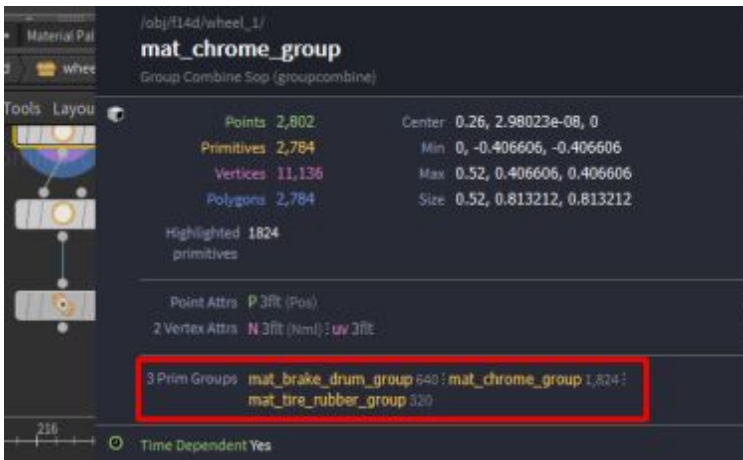 /obj/f14d/wheel_1/
Material Pal
mat_chrome_group
whee
Group Combine Sop (groupcombine)
Tools Layou
Points 2,802 Center 0.26, 2.98023e-08, 0
Primitives 2,784 Min 0, -0.406606, -0.406606
Vertices 11,136 Max 0.52, 0.406606, 0.406606
Polygons 2,784 Size 0.52, 0.813212, 0.813212
Highlighted 1824
primitives
Point Attrs P 3flt (Pos)
2 Vertex Attrs N 3flt (Nml) ⋮ uv 3flt
3 Prim Groups mat_brake_drum_group 640 ⋮ mat_chrome_group 1,824 ⋮
mat_tire_rubber_group 320
216
Time Dependent Yes